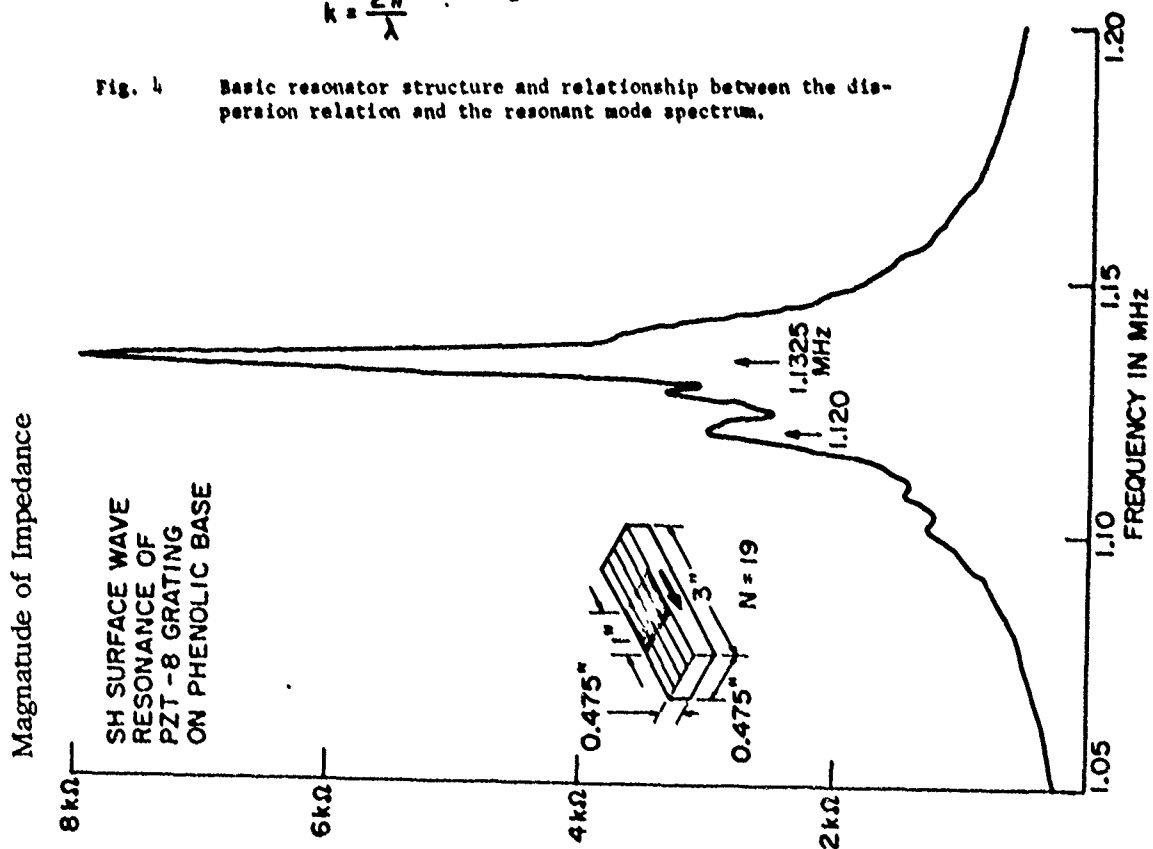 k = 2π
λ
Fig. 4 Basic resonator structure and relationship between the dis-
persion relation and the resonant mode spectrum.
Magnatude of Impedance
SH SURFACE WAVE
RESONANCE OF
PZT-8 GRATING
ON PHENOLIC BASE
8kΩ
6kΩ
4kΩ
2kΩ
0.475"
1"
3"
0.475"
N = 19
1.120
1.1325
MHz
1.05
1.10
1.15
1.20
FREQUENCY IN MHz